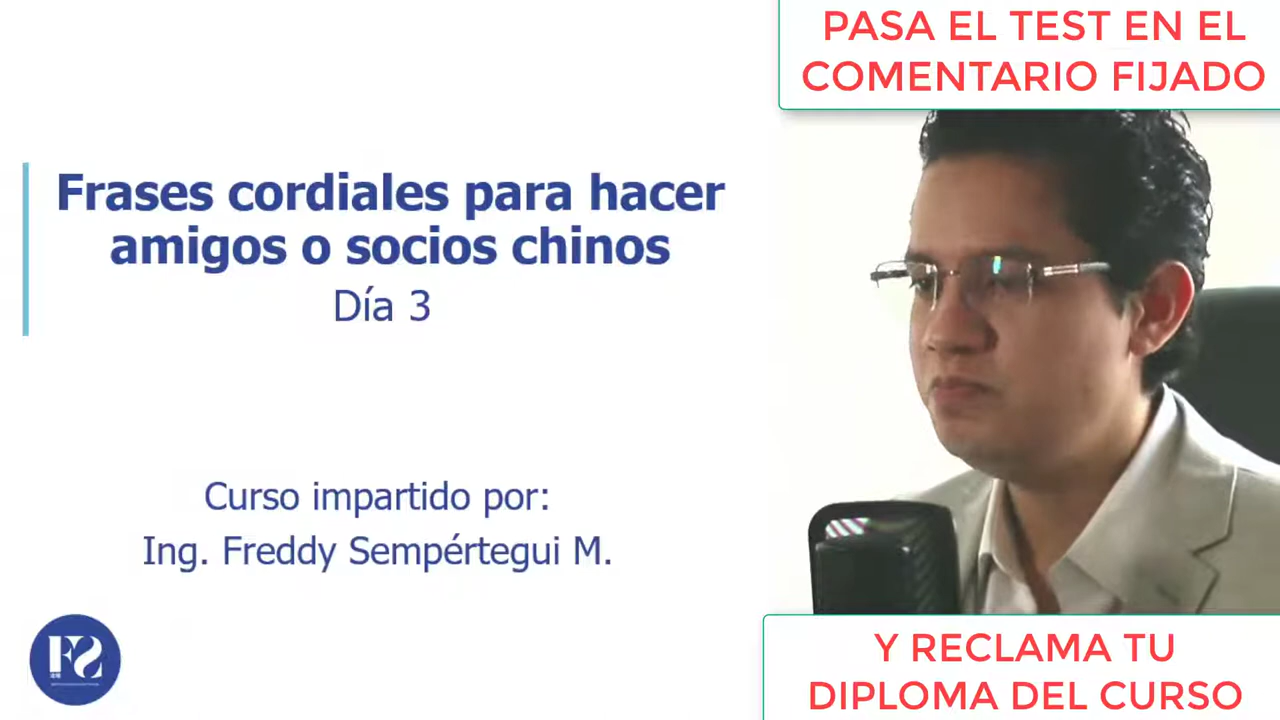 PASA EL TEST EN EL
COMENTARIO FIJADO
Frases cordiales para hacer
amigos o socios chinos
Día 3
Curso impartido por:
Ing. Freddy Sempértegui M.
FS
Y RECLAMA TU
DIPLOMA DEL CURSO